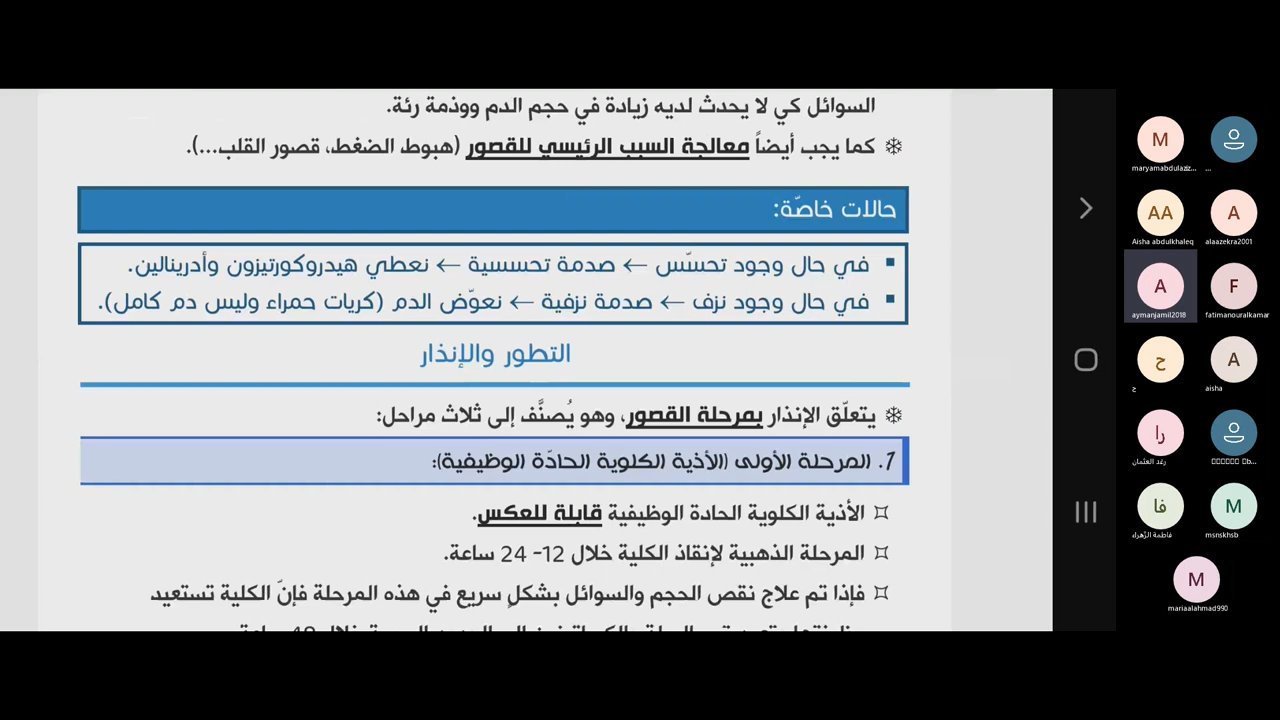 السوائل كي لا يحدث لديه زيادة في حجم الدم ووذمة رئة.
كما يجب أيضاً معالجة السبب الرئيسي للقصور (هبوط الضغط، قصور القلب...).
حالات خاصّة:
في حال وجود تحسّس ← صدمة تحسسية ← نعطي هيدروكورتيزون وأدرينالين.
في حال وجود نزف ← صدمة نزفية ← نعوّض الدم (كريات حمراء وليس دم كامل).
التطور والإنذار
يتعلّق الإنذار بمرحلة القصور، وهو يُصنَّف إلى ثلاث مراحل:
1. المرحلة الأولى (الأذية الكلوية الحادّة الوظيفية):
الأذية الكلوية الحادة الوظيفية قابلة للعكس.
المرحلة الذهبية لإنقاذ الكلية خلال 12- 24 ساعة.
فإذا تم علاج نقص الحجم والسوائل بشكلٍ سريع في هذه المرحلة فإنّ الكلية تستعيد
M
maryamabdulaziz...
...
AA
Aisha abdulkhaleq
A
alaazekra2001
A
aymanjamil2018
F
fatimanouralkamar
ح
ح
A
aisha
را
رغد العثمان
فا
فاطمة الزهراء
M
msnskhsb
M
mariaalahmad990